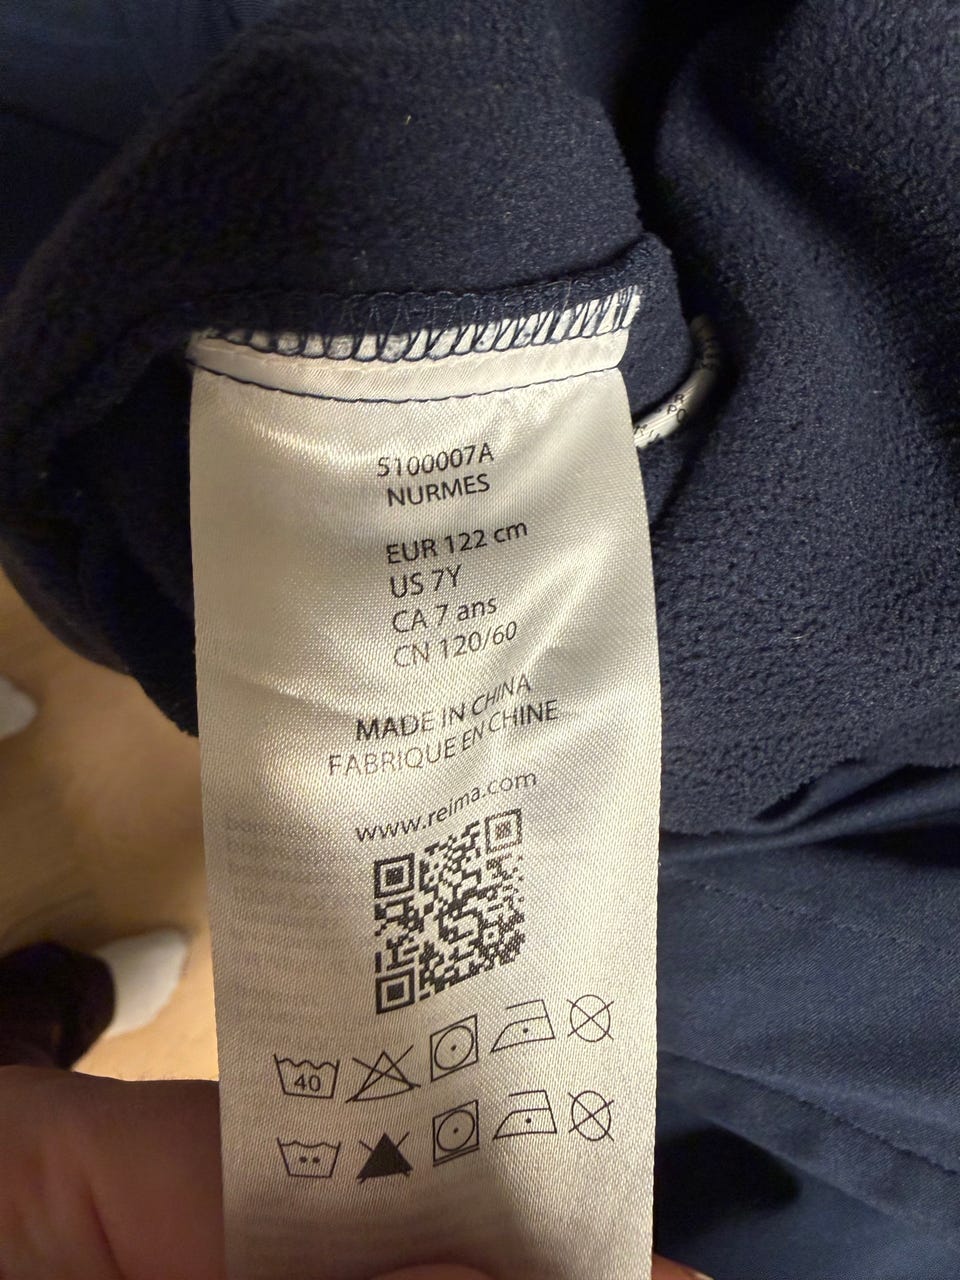 5100007A
NURMES
EUR 122 cm
US 7Y
CA 7 ans
CN 120/60
MADE IN CHINA
FABRIQUE EN CHINE
www.reima.com
40